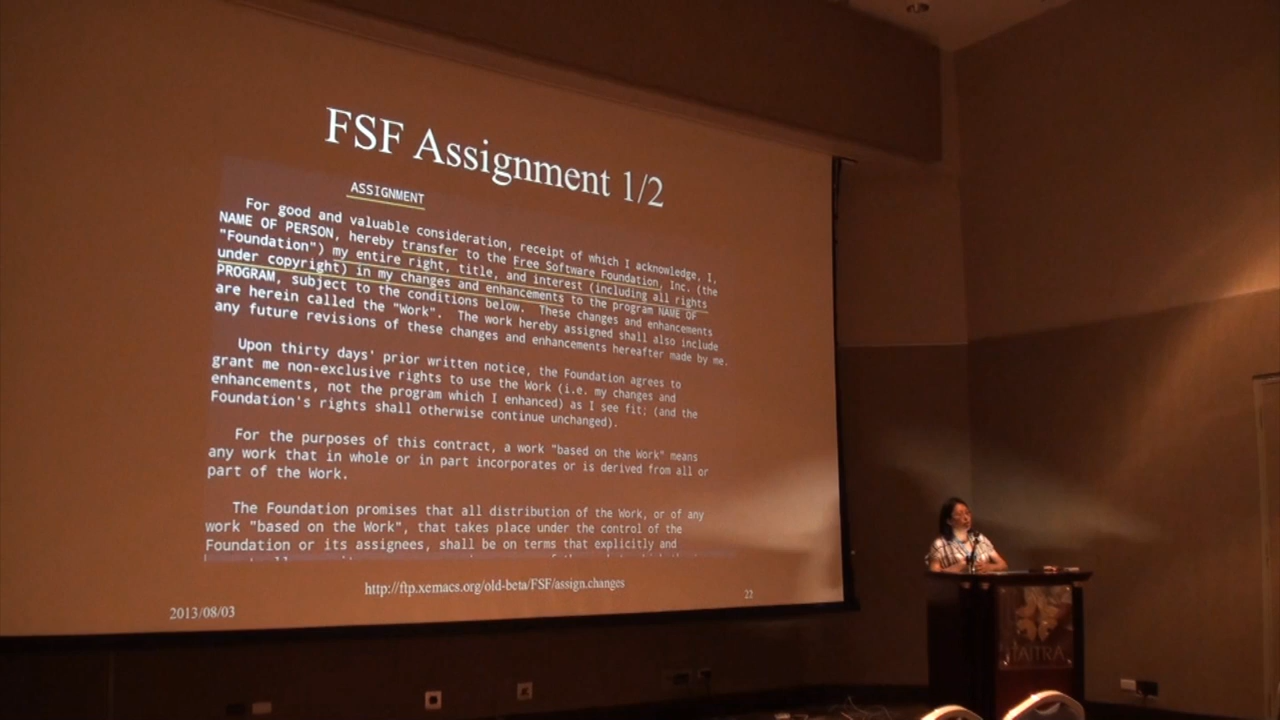 FSF Assignment 1/2
ASSIGNMENT
For good and valuable consideration, receipt of which I acknowledge, I,
NAME OF PERSON, hereby transfer to the Free Software Foundation, Inc. (the
"Foundation") my entire right, title, and interest (including all rights
under copyright) in my changes and enhancements to the program NAME OF
PROGRAM, subject to the conditions below. These changes and enhancements
are herein called the "Work". The work hereby assigned shall also include
any future revisions of these changes and enhancements hereafter made by me.
Upon thirty days' prior written notice, the Foundation agrees to
grant me non-exclusive rights to use the Work (i.e. my changes and
enhancements, not the program which I enhanced) as I see fit; (and the
Foundation's rights shall otherwise continue unchanged).
For the purposes of this contract, a work "based on the Work" means
any work that in whole or in part incorporates or is derived from all or
part of the Work.
The Foundation promises that all distribution of the Work, or of any
work "based on the Work", that takes place under the control of the
Foundation or its assignees, shall be on terms that explicitly and
http://ftp.xemacs.org/old-beta/FSF/assign.changes
2013/08/03
22
TAITRA